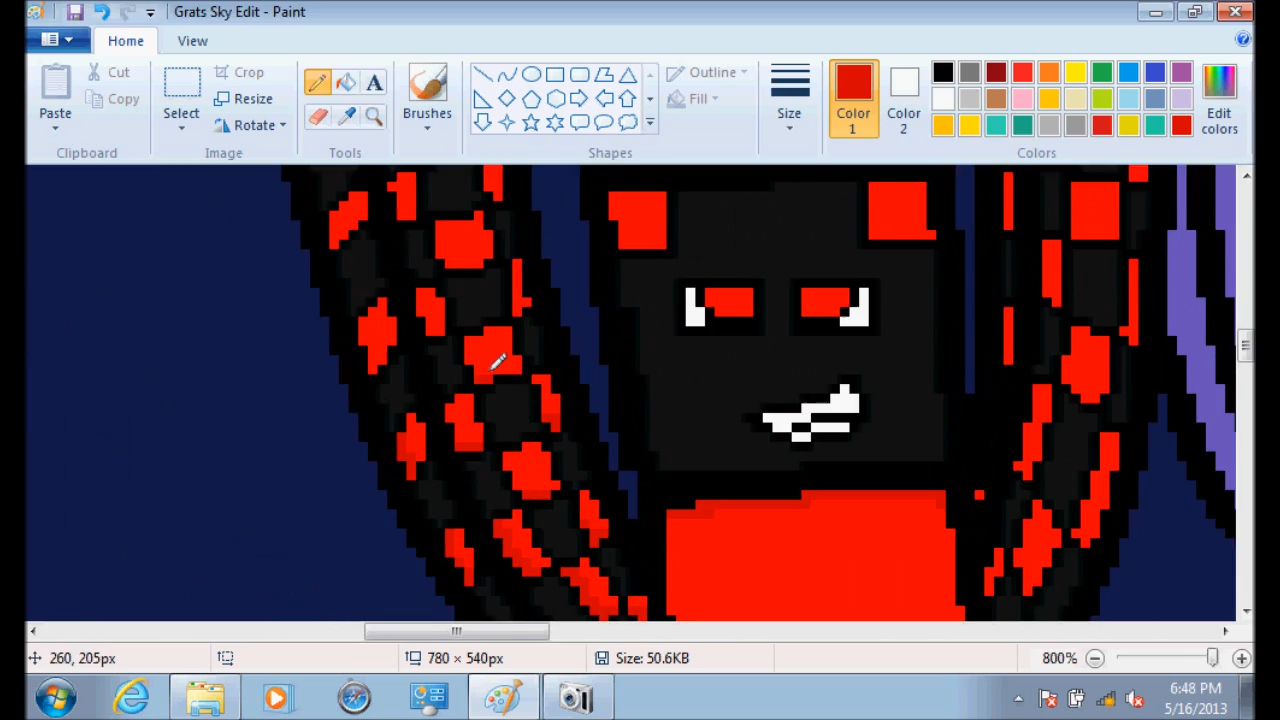 Grats Sky Edit - Paint
Home View
Paste
Cut
Copy
Clipboard
Select
Crop
Resize
Rotate
Image
A
Tools
Brushes
Outline
Fill
Shapes
Size
Color 1
Color 2
Edit colors
Colors
260, 205px
780 × 540px
Size: 50.6KB
800%
6:48 PM
5/16/2013